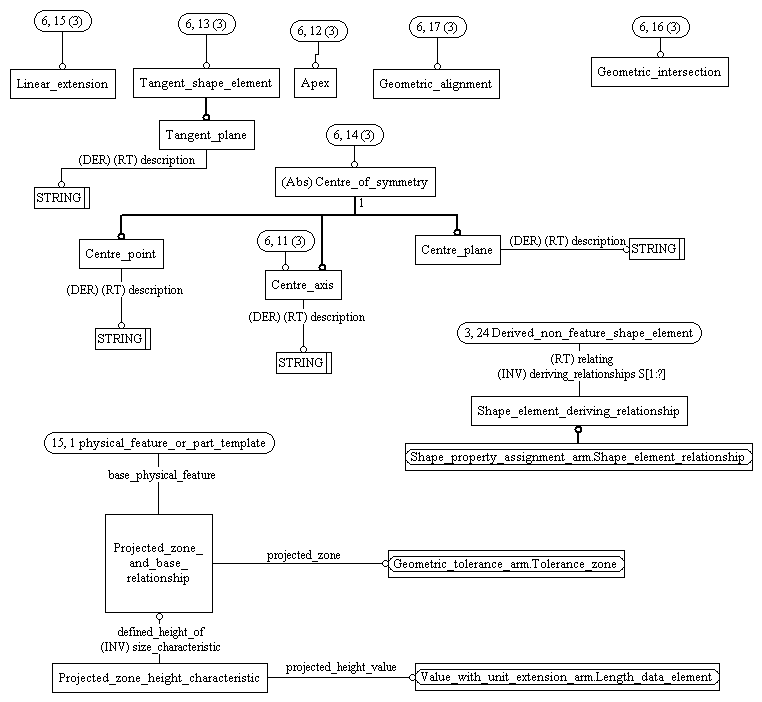 6, 15 (3)
6, 13 (3)
6, 12 (3)
6, 17 (3)
6, 16 (3)
Linear_extension
Tangent_shape_element
Apex
Geometric_alignment
Geometric_intersection
Tangent_plane
(DER) (RT) description
STRING
6, 14 (3)
(Abs) Centre_of_symmetry
1
Centre_point
(DER) (RT) description
STRING
6, 11 (3)
Centre_axis
(DER) (RT) description
STRING
Centre_plane
(DER) (RT) description
STRING
3, 24 Derived_non_feature_shape_element
(RT) relating
(INV) deriving_relationships S[1:?]
Shape_element_deriving_relationship
Shape_property_assignment_arm.Shape_element_relationship
15, 1 physical_feature_or_part_template
base_physical_feature
Projected_zone_
and_base_
relationship
projected_zone
Geometric_tolerance_arm.Tolerance_zone
defined_height_of
(INV) size_characteristic
Projected_zone_height_characteristic
projected_height_value
Value_with_unit_extension_arm.Length_data_element